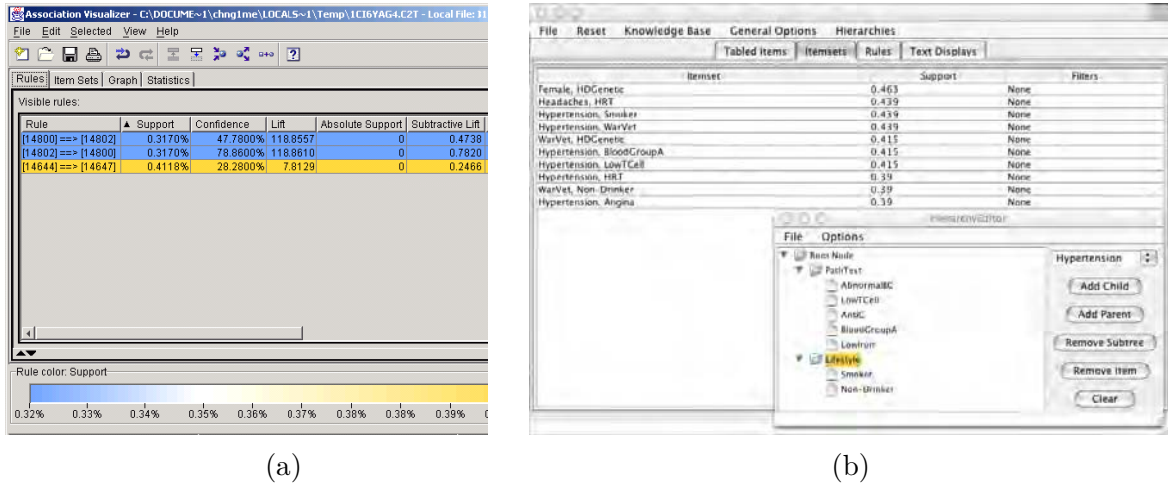 Association Visualizer - C:\DOCUME~1\chng1me\LOCALS~1\Temp\1CI6YAG4.C2T - Local File:
File Edit Selected View Help
Rules Item Sets Graph Statistics
Visible rules:
Rule Support Confidence Lift Absolute Support Subtractive Lift
[14800] ==> [14802] 0.3170% 47.7800% 118.8557 0 0.4738
[14802] ==> [14800] 0.3170% 78.8600% 118.8610 0 0.7820
[14644] ==> [14647] 0.4118% 28.2800% 7.8129 0 0.2466
Rule color: Support
0.32% 0.33% 0.34% 0.35% 0.36% 0.37% 0.38% 0.38% 0.39%
(a)
File Reset Knowledge Base General Options Hierarchies
Tabled Items Itemsets Rules Text Displays
Itemset Support Filters
Female, HDGenetic 0.463 None
Headaches, HRT 0.439 None
Hypertension, Smoker 0.439 None
Hypertension, WarVet 0.439 None
WarVet, HDGenetic 0.415 None
Hypertension, BloodGroupA 0.415 None
Hypertension, LowTCell 0.415 None
Hypertension, HRT 0.39 None
WarVet, Non-Drinker 0.39 None
Hypertension, Angina 0.39 None
HierarchyEditor
File Options
Root Node
PathTest
AbnormalBC
LowTCell
AntiC
BloodGroupA
Lifestyle
Smoker
Non-Drinker
Hypertension
Add Child
Add Parent
Remove Subtree
Remove Item
Clear
(b)